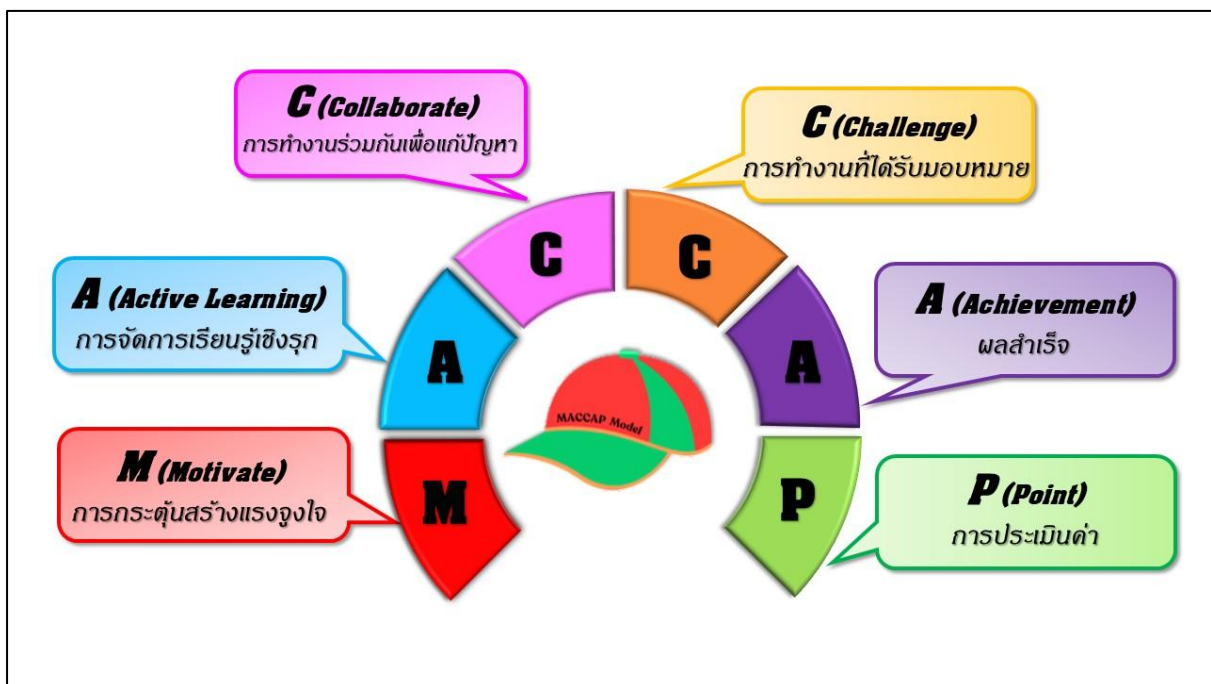 C (Collaborate)
การทำงานร่วมกันเพื่อแก้ปัญหา
C (Challenge)
การทำงานที่ได้รับมอบหมาย
C
C
A (Active Learning)
การจัดการเรียนรู้เชิงรุก
A (Achievement)
ผลสำเร็จ
A
A
MACCAP Model
M (Motivate)
การกระตุ้นสร้างแรงจูงใจ
P (Point)
การประเมินค่า
M
P